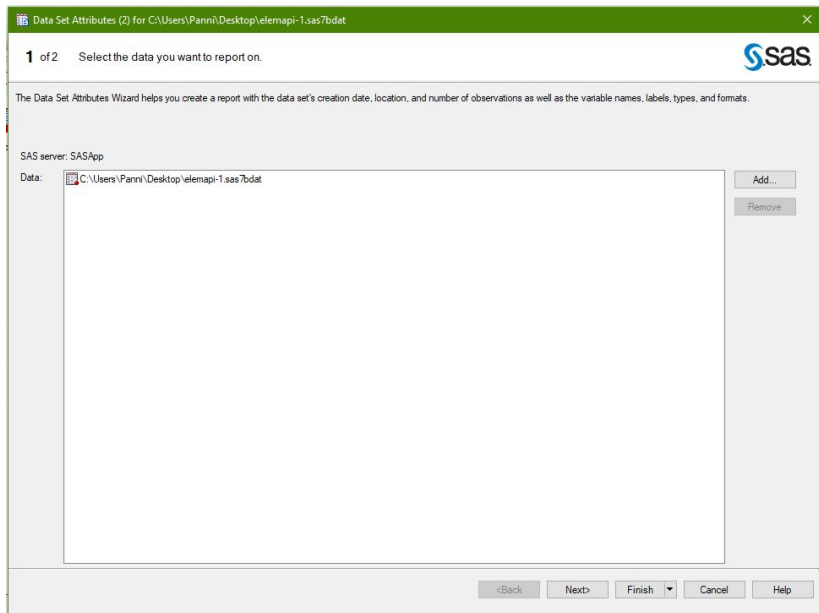 Data Set Attributes (2) for C:\Users\Panni\Desktop\elemapi-1.sas7bdat
1 of 2 Select the data you want to report on.
sas
The Data Set Attributes Wizard helps you create a report with the data set's creation date, location, and number of observations as well as the variable names, labels, types, and formats.
SAS server: SASApp
Data: C:\Users\Panni\Desktop\elemapi-1.sas7bdat
Add...
Remove
<Back Next> Finish Cancel Help